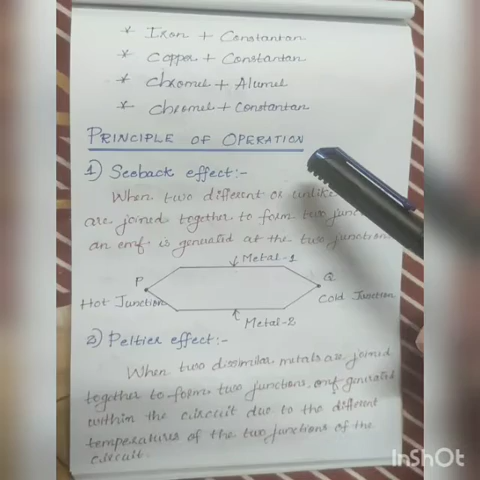 * Iron + Constantan
* Copper + Constantan
* Chromel + Alumel
* Chromel + Constantan
PRINCIPLE OF OPERATION
1) Seeback effect:-
When two different or unlike
are joined together to form two junc
an emf is genuated at the two junction
Metal-1
P
Q
Hot Junction
Cold Junction
Metal-2
2) Peltier effect:-
When two dissimilar metals are joined
together to form two junctions, emf generated
within the circuit due to the different
temperatures of the two junctions of the
circuit.
InShOt